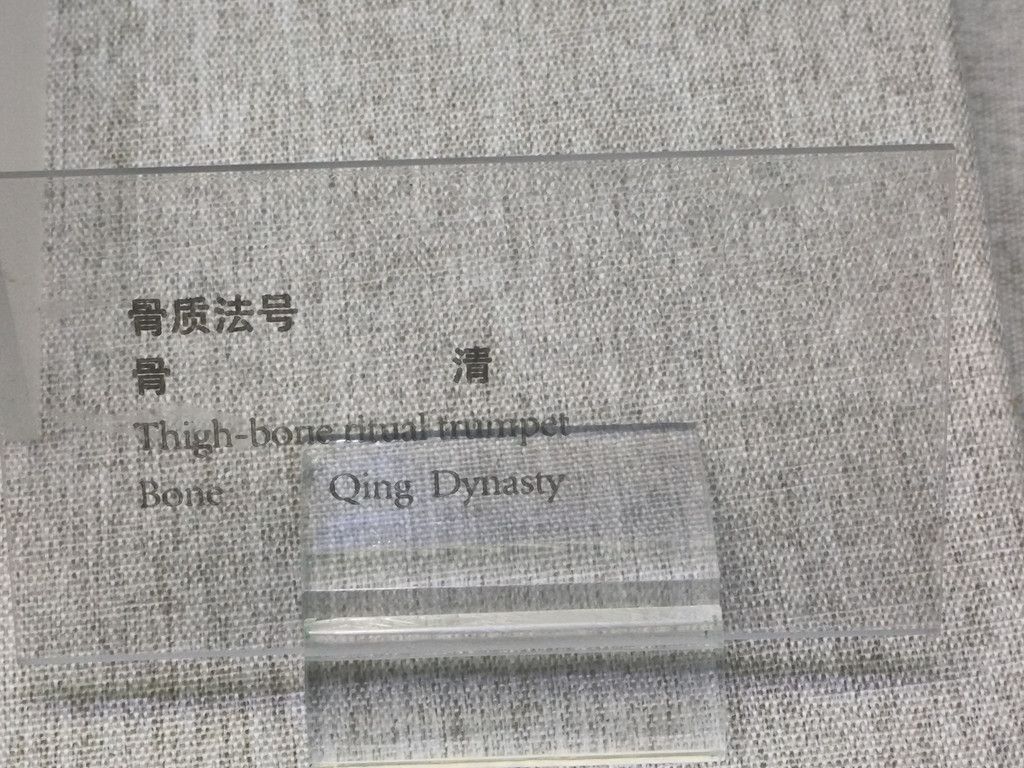 骨质法号
骨 清
Thigh-bone ritual trumpet
Bone Qing Dynasty